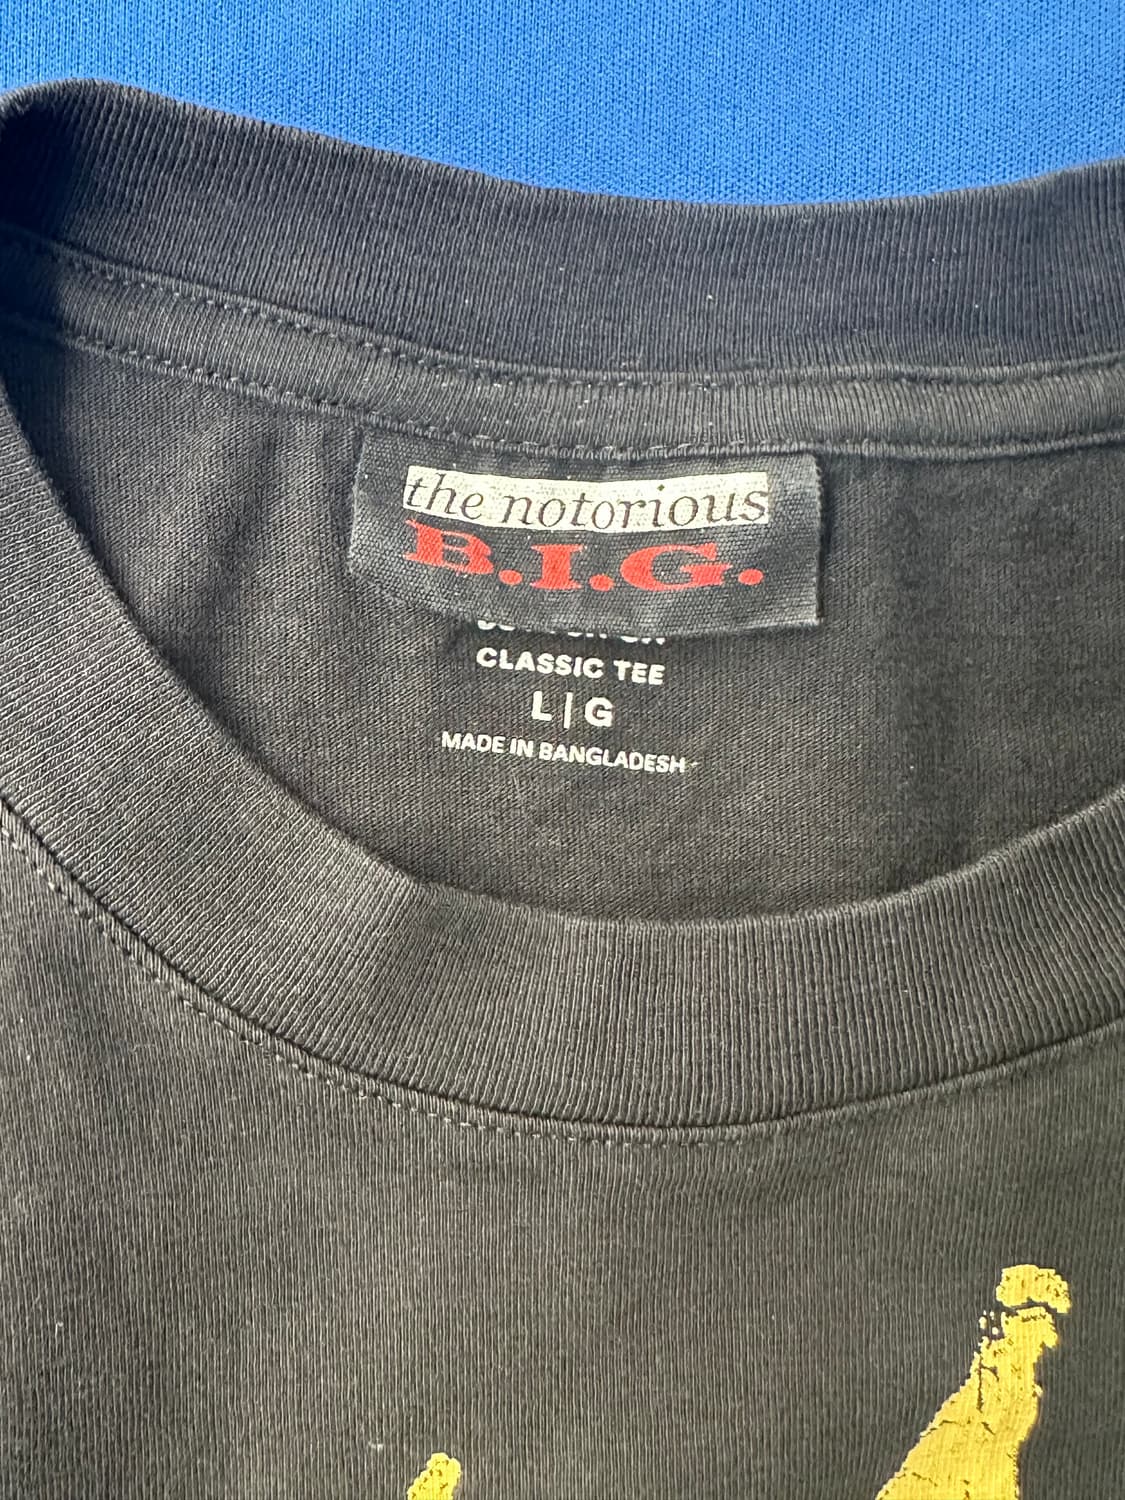 the notorious
B.I.G.
CLASSIC TEE
L | G
MADE IN BANGLADESH